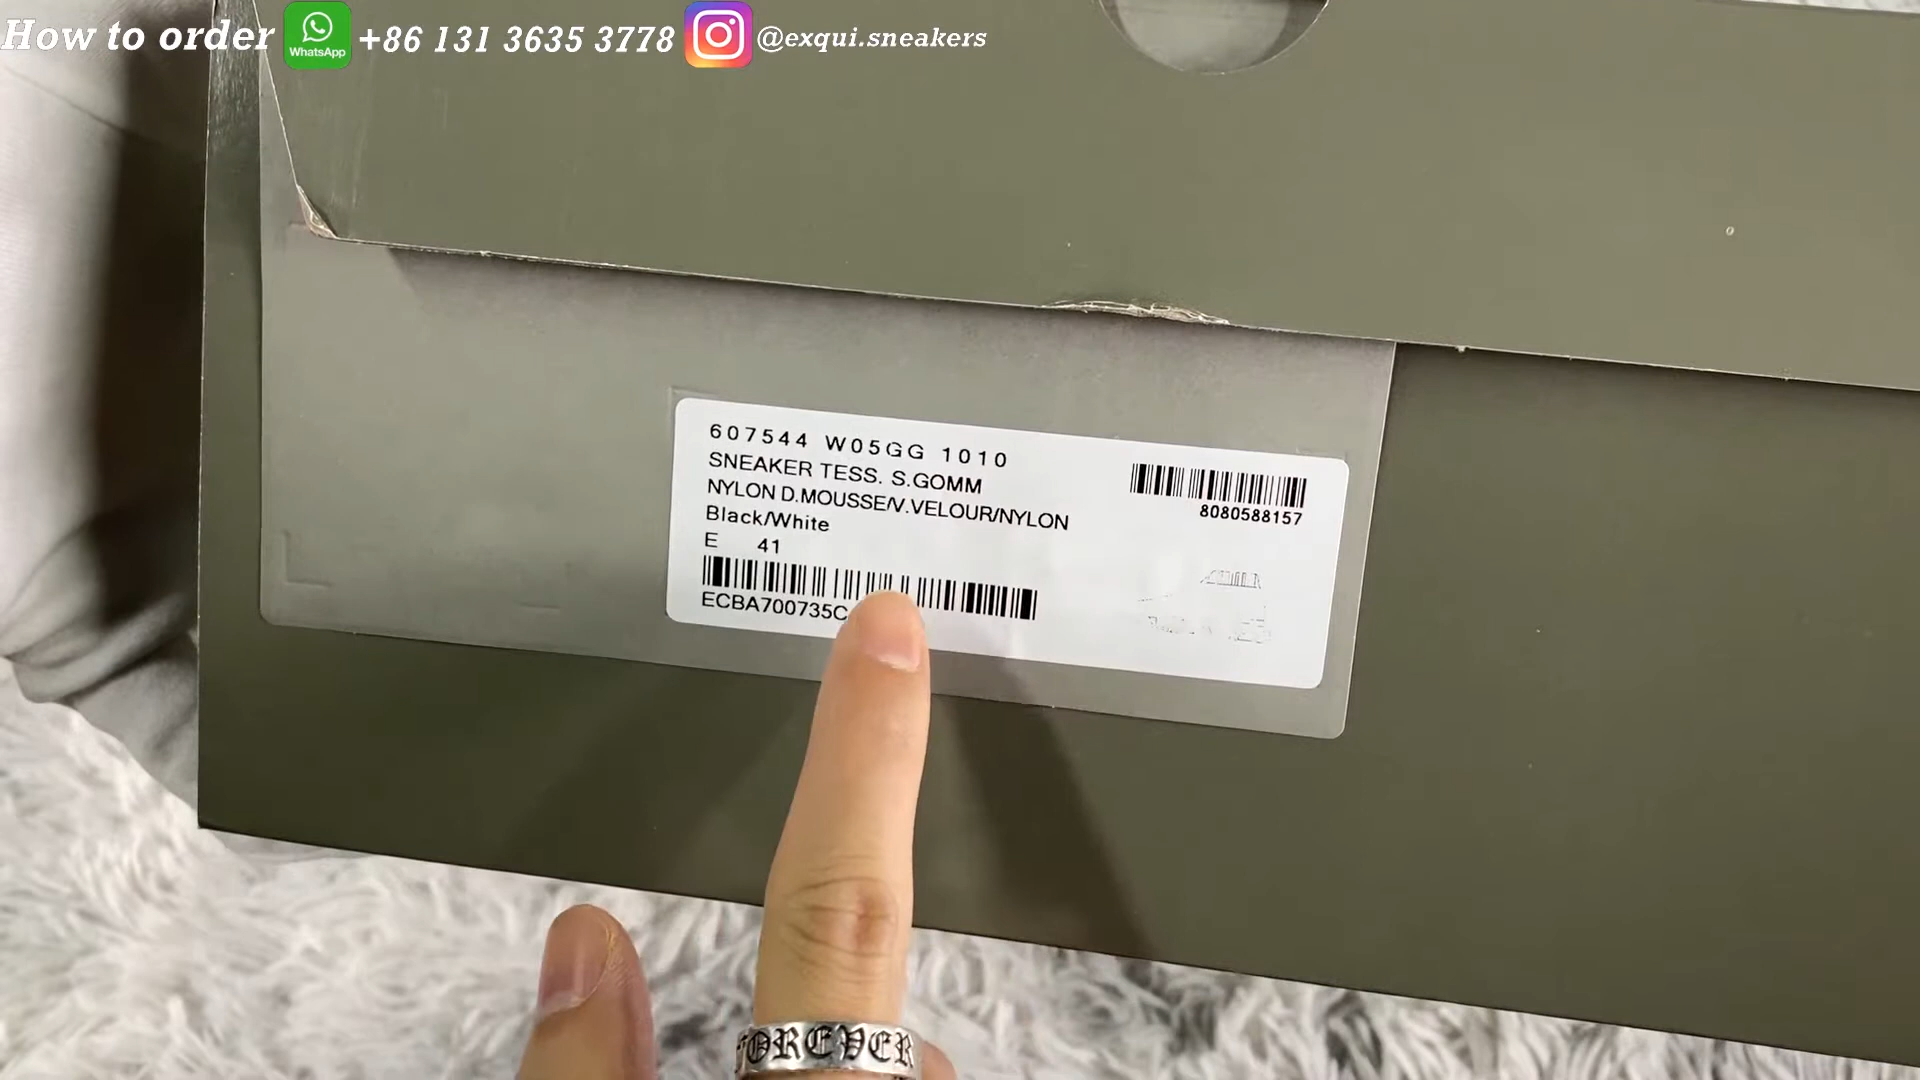 How to order WhatsApp +86 131 3635 3778 @exqui.sneakers
607544 W05GG 1010
SNEAKER TESS. S.GOMM
NYLON D.MOUSSE/V.VELOUR/NYLON
Black/White
E 41
8080588157
ECBA700735C
FOREVER